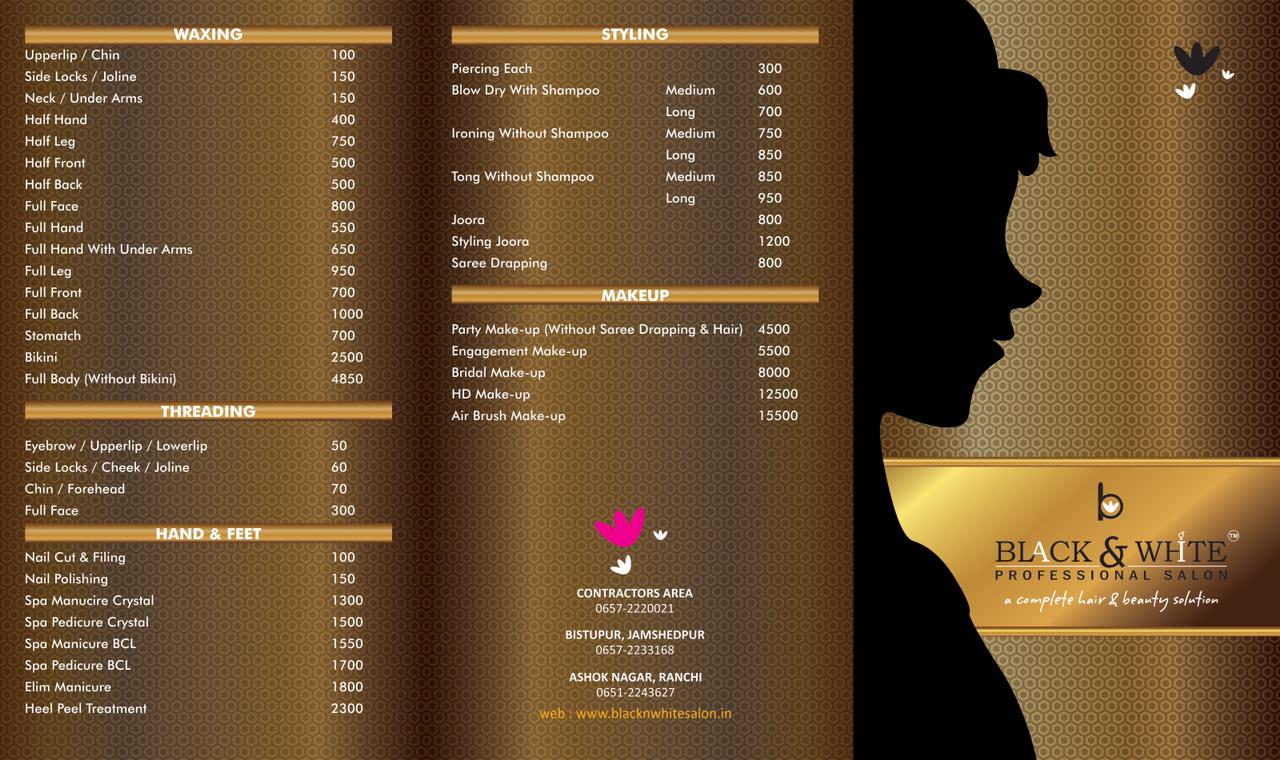 WAXING
Upperlip / Chin 100
Side Locks / Joline 150
Neck / Under Arms 150
Half Hand 400
Half Leg 750
Half Front 500
Half Back 500
Full Face 800
Full Hand 550
Full Hand With Under Arms 650
Full Leg 950
Full Front 700
Full Back 1000
Stomatch 700
Bikini 2500
Full Body (Without Bikini) 4850
THREADING
Eyebrow / Upperlip / Lowerlip 50
Side Locks / Cheek / Joline 60
Chin / Forehead 70
Full Face 300
HAND & FEET
Nail Cut & Filing 100
Nail Polishing 150
Spa Manucire Crystal 1300
Spa Pedicure Crystal 1500
Spa Manicure BCL 1550
Spa Pedicure BCL 1700
Elim Manicure 1800
Heel Peel Treatment 2300
STYLING
Piercing Each 300
Blow Dry With Shampoo Medium 600
Long 700
Ironing Without Shampoo Medium 750
Long 850
Tong Without Shampoo Medium 850
Long 950
Joora 800
Styling Joora 1200
Saree Drapping 800
MAKEUP
Party Make-up (Without Saree Drapping & Hair) 4500
Engagement Make-up 5500
Bridal Make-up 8000
HD Make-up 12500
Air Brush Make-up 15500
CONTRACTORS AREA
0657-2220021
BISTUPUR, JAMSHEDPUR
0657-2233168
ASHOK NAGAR, RANCHI
0651-2243627
web : www.blacknwhitesalon.in
b
BLACK & WHITE TM
PROFESSIONAL SALON
a complete hair & beauty solution